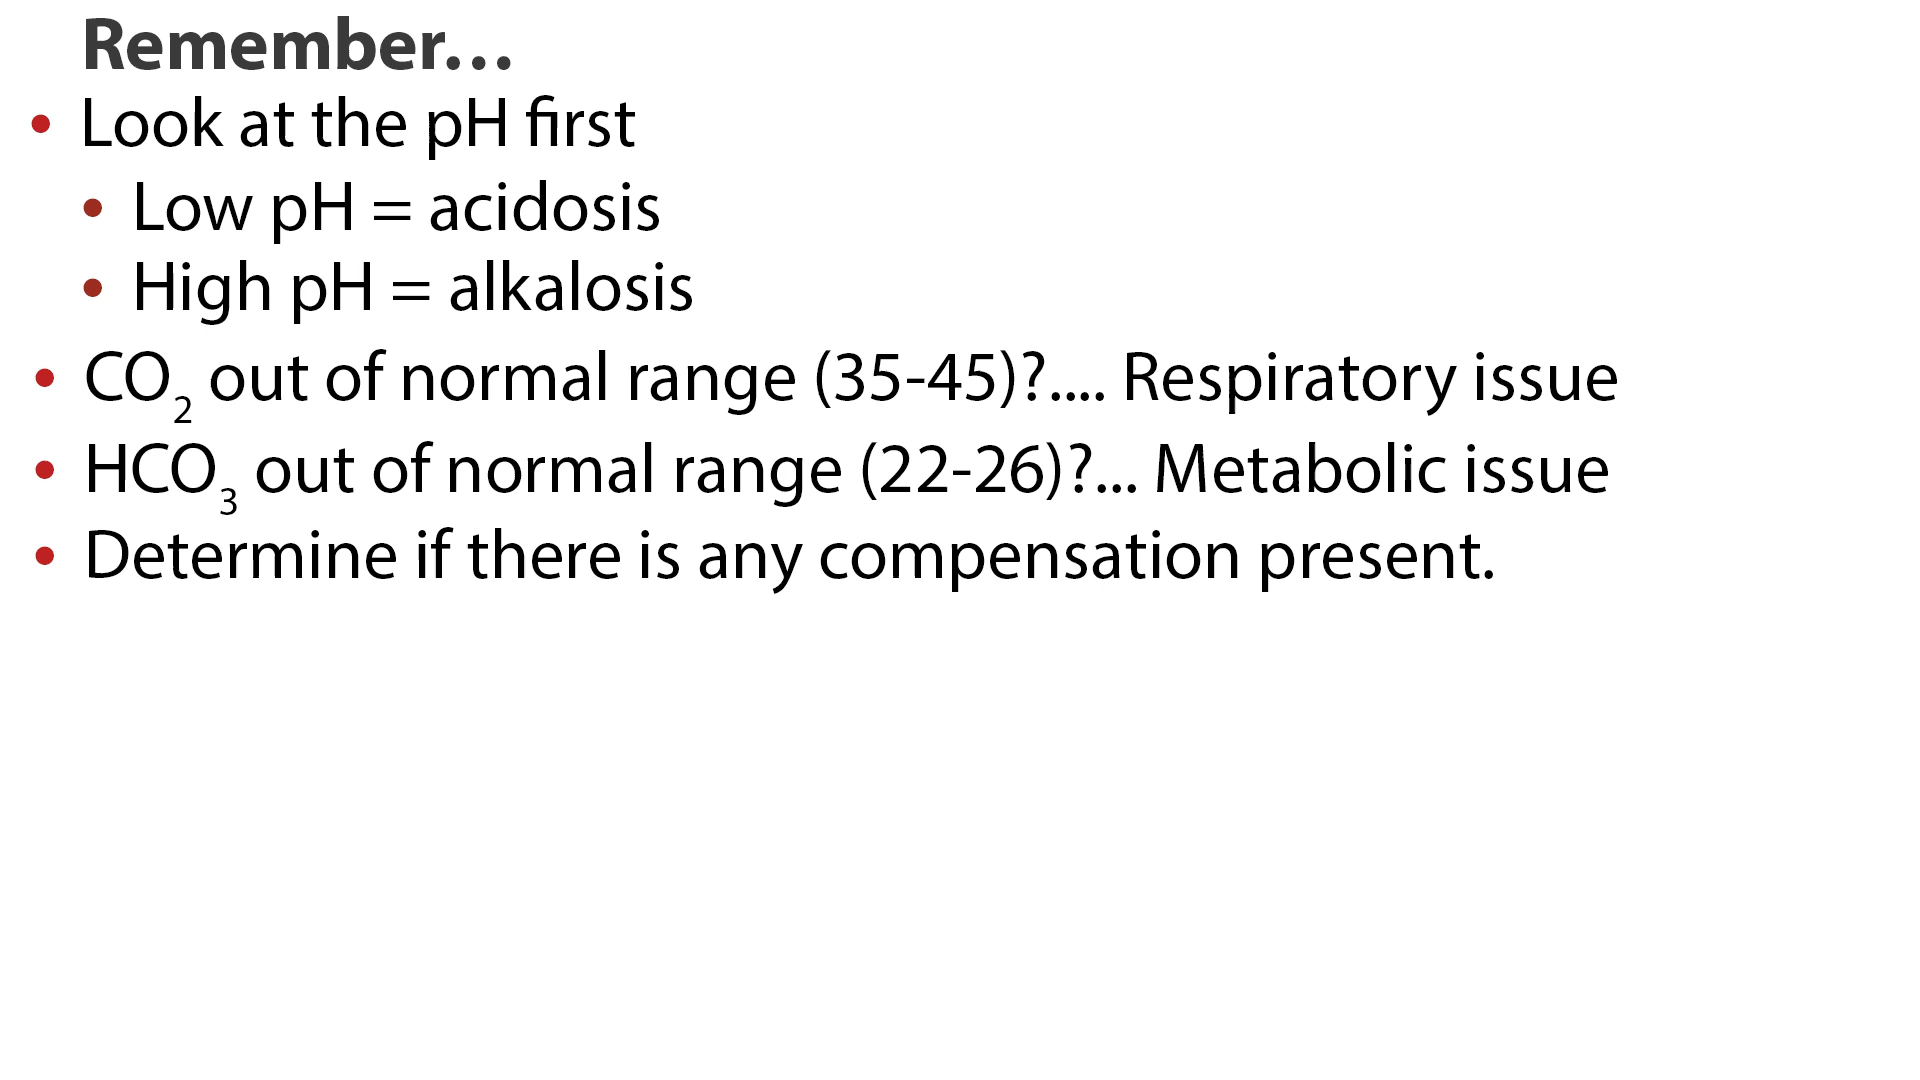 Remember...
• Look at the pH first
• Low pH = acidosis
• High pH = alkalosis
• CO₂ out of normal range (35-45)?.... Respiratory issue
• HCO₃ out of normal range (22-26)?... Metabolic issue
• Determine if there is any compensation present.